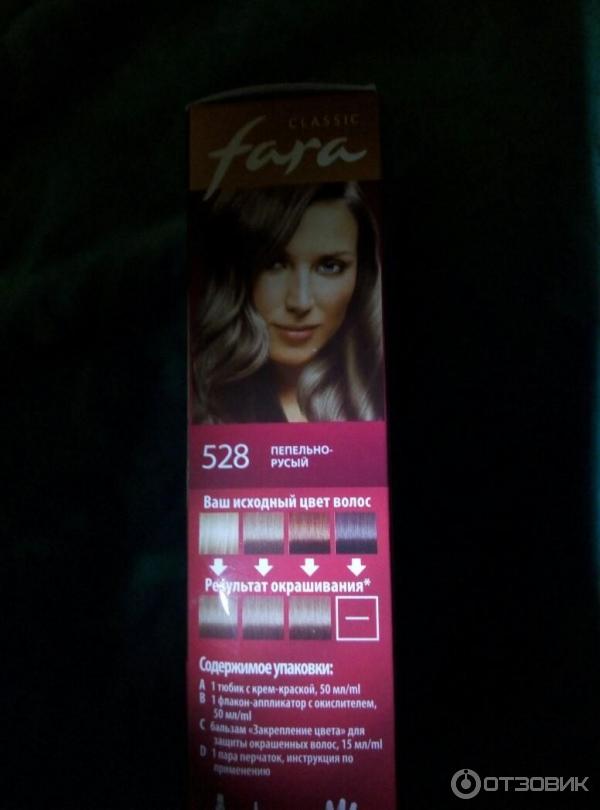 CLASSIC
fara
528
ПЕПЕЛЬНО-
РУСЫЙ
Ваш исходный цвет волос
Результат окрашивания*
Содержимое упаковки:
A 1 тюбик с крем-краской, 50 мл/ml
B 1 флакон-аппликатор с окислителем,
50 мл/ml
C бальзам «Закрепление цвета» для
защиты окрашенных волос, 15 мл/ml
D 1 пара перчаток, инструкция по
применению
ОТЗОВИК